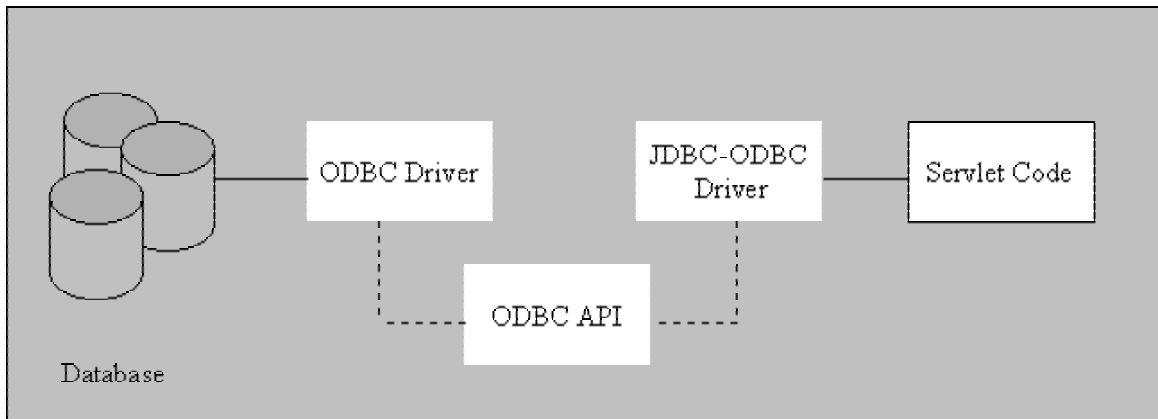 ODBC Driver
JDBC-ODBC
Driver
Servlet Code
ODBC API
Database